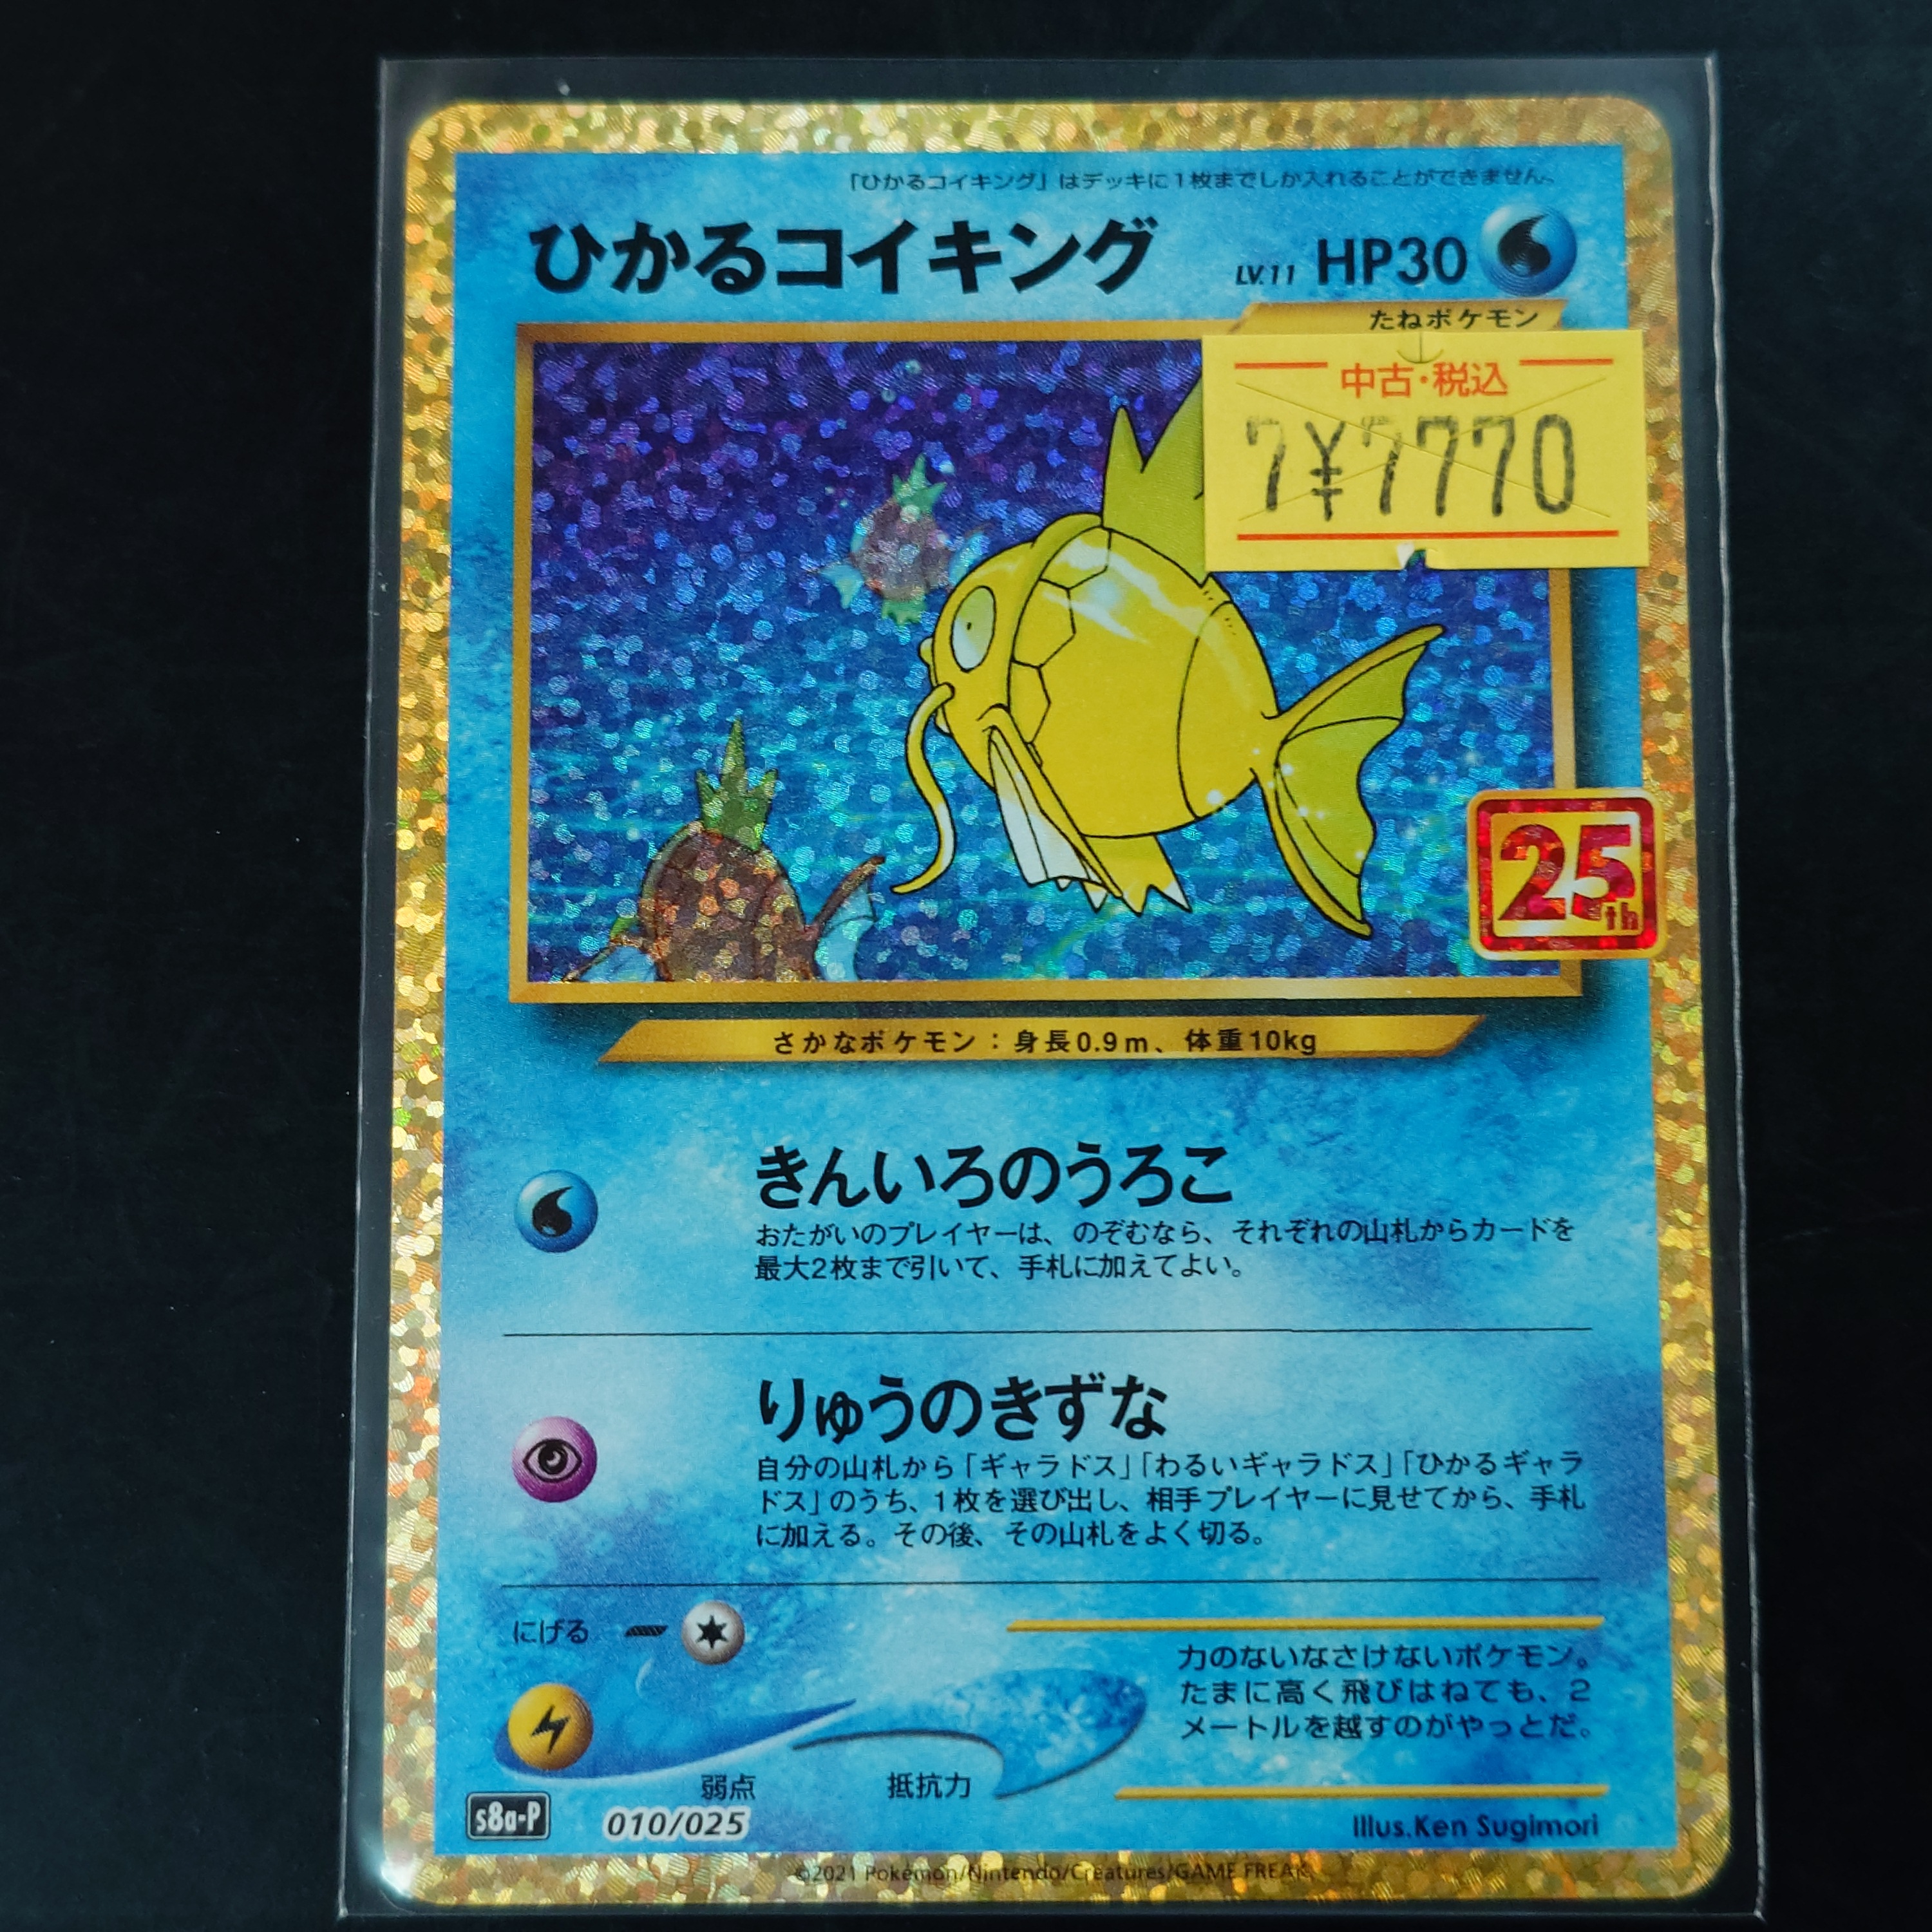 「ひかるコイキング」はデッキに1枚までしか入れることができません。
ひかるコイキング LV.11 HP30
たねポケモン
中古・税込
7¥7770
25th
さかなポケモン：身長0.9m、体重10kg
きんいろのうろこ
おたがいのプレイヤーは、のぞむなら、それぞれの山札からカードを
最大2枚まで引いて、手札に加えてよい。
りゅうのきずな
自分の山札から「ギャラドス」「わるいギャラドス」「ひかるギャラ
ドス」のうち、1枚を選び出し、相手プレイヤーに見せてから、手札
に加える。その後、その山札をよく切る。
にげる
力のないなさけないポケモン。
たまに高く飛びはねても、2
メートルを越すのがやっとだ。
弱点 抵抗力
s8a-P 010/025 Illus.Ken Sugimori
©2021 Pokémon/Nintendo/Creatures/GAME FREAK